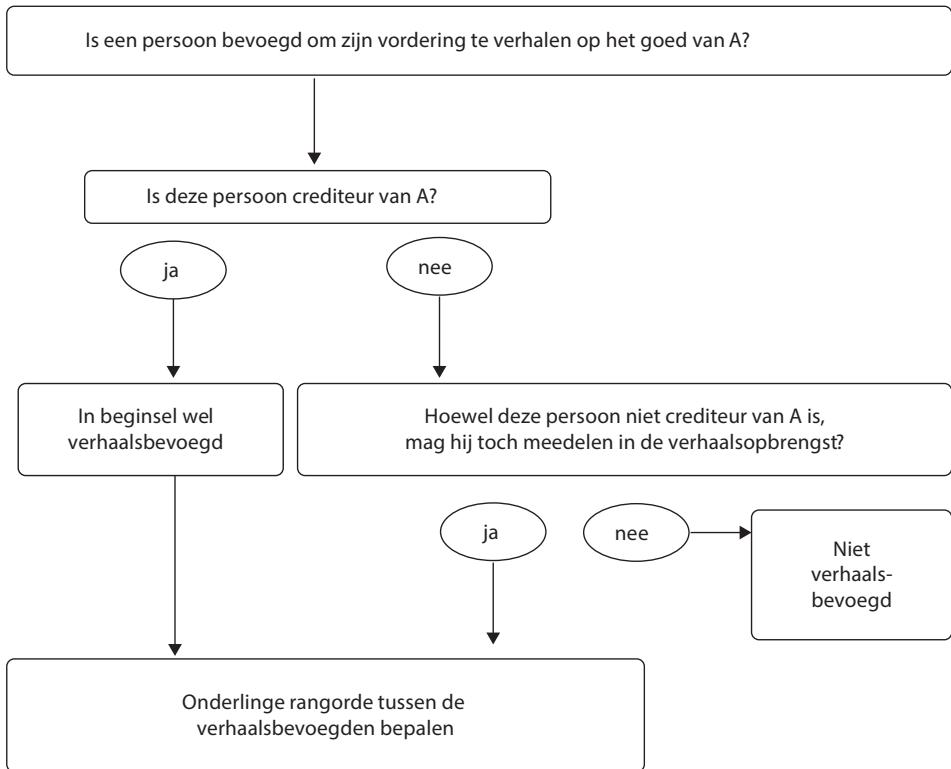 Is een persoon bevoegd om zijn vordering te verhalen op het goed van A?
Is deze persoon crediteur van A?
ja
nee
In beginsel wel
verhaalsbevoegd
Hoewel deze persoon niet crediteur van A is,
mag hij toch meedelen in de verhaalsopbrengst?
ja
nee
Niet
verhaals-
bevoegd
Onderlinge rangorde tussen de
verhaalsbevoegden bepalen